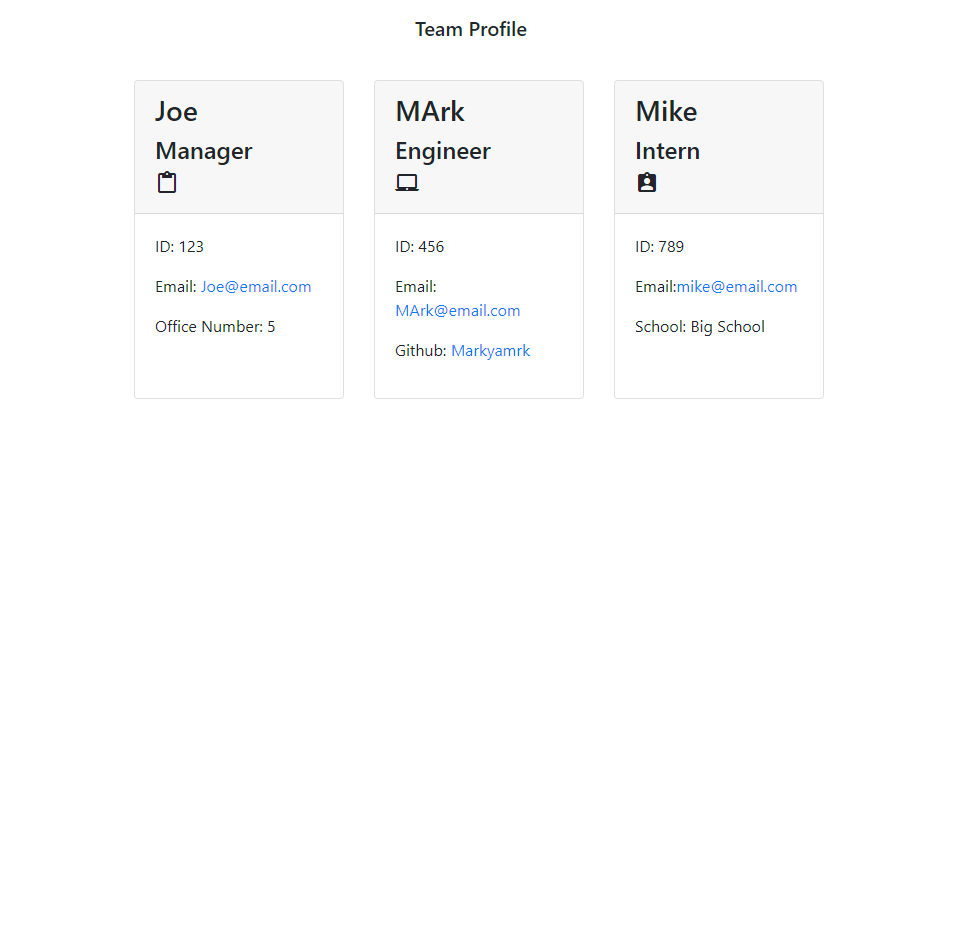 Team Profile
Joe
Manager
ID: 123
Email: Joe@email.com
Office Number: 5
MArk
Engineer
ID: 456
Email:
MArk@email.com
Github: Markyamrk
Mike
Intern
ID: 789
Email:mike@email.com
School: Big School